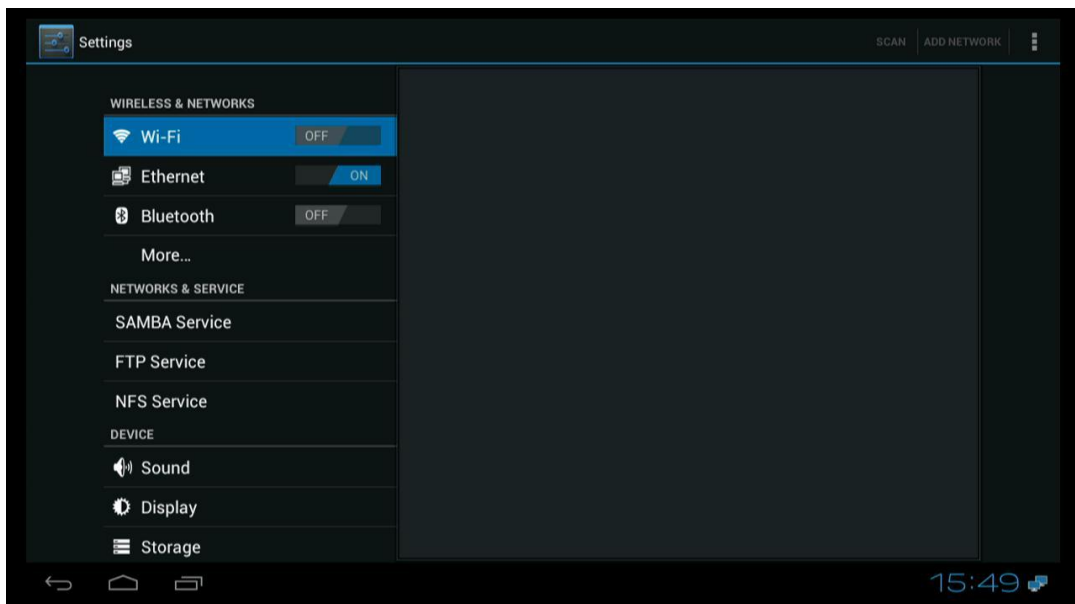 Settings
SCAN ADD NETWORK
WIRELESS & NETWORKS
Wi-Fi OFF
Ethernet ON
Bluetooth OFF
More...
NETWORKS & SERVICE
SAMBA Service
FTP Service
NFS Service
DEVICE
Sound
Display
Storage
15:49